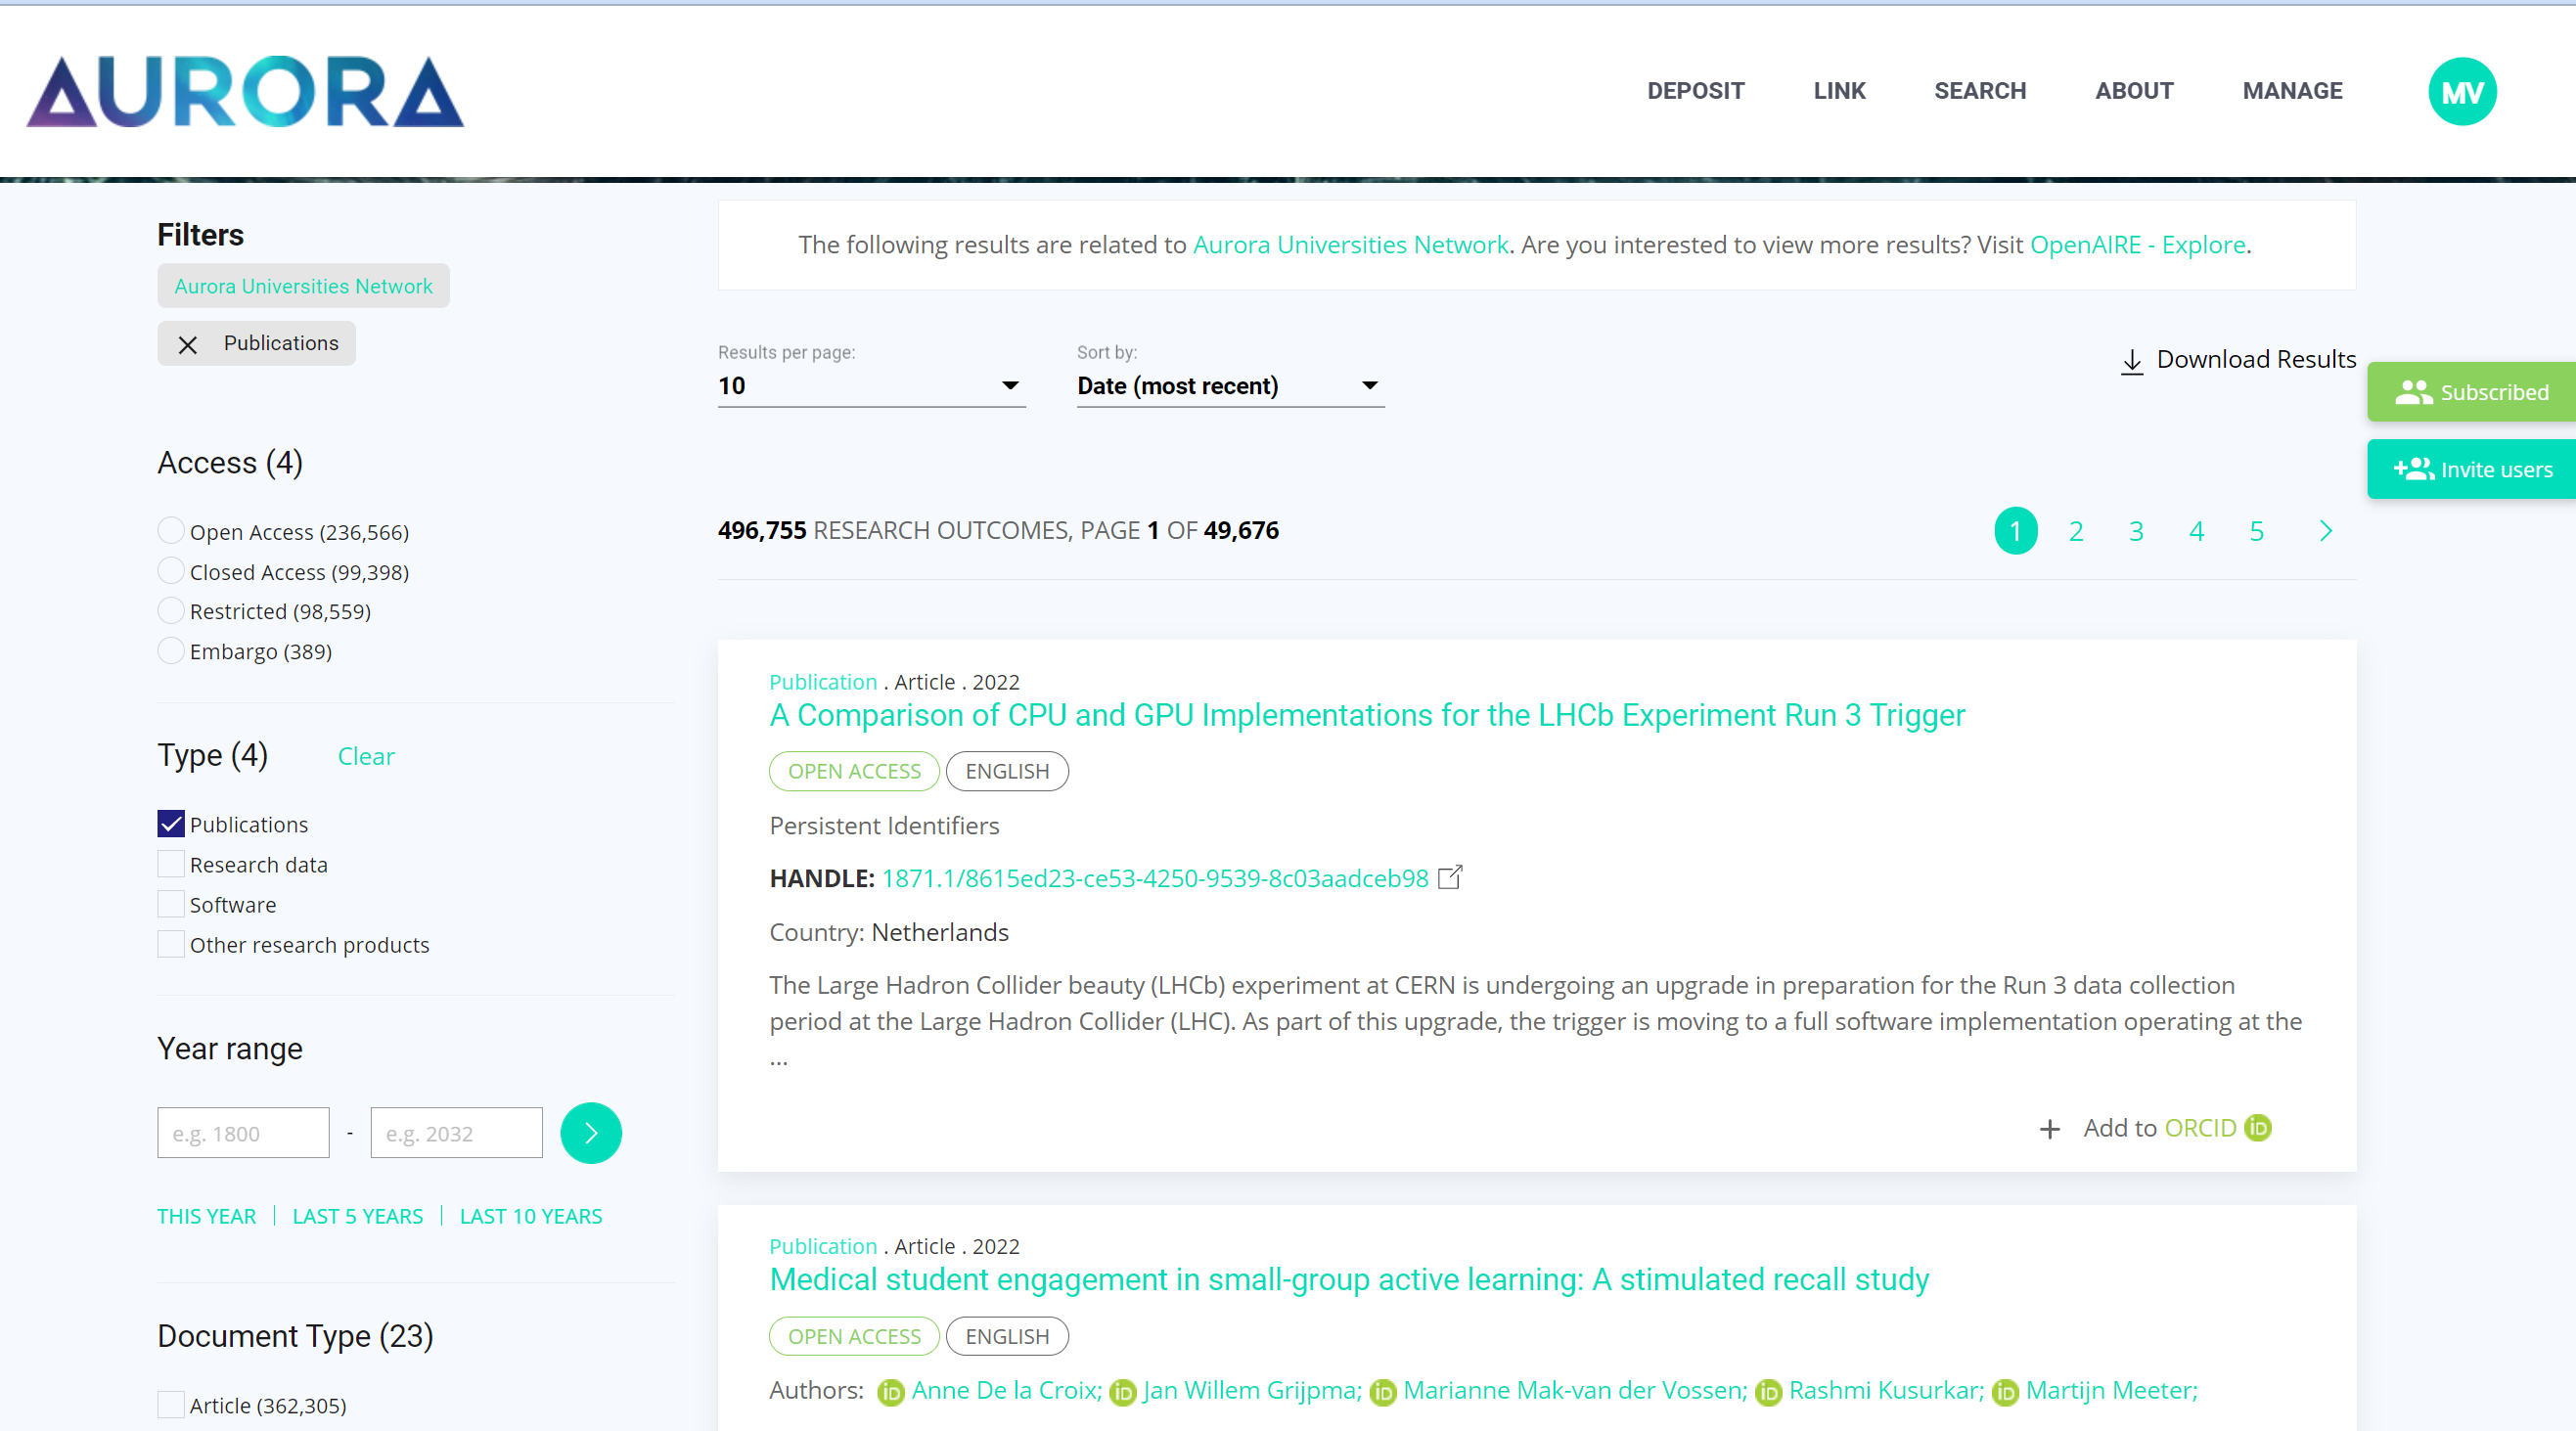 AURORA
DEPOSIT
LINK
SEARCH
ABOUT
MANAGE
MV
Filters
Aurora Universities Network
Publications
Access (4)
Open Access (236,566)
Closed Access (99,398)
Restricted (98,559)
Embargo (389)
Type (4) Clear
Publications
Research data
Software
Other research products
Year range
e.g. 1800 - e.g. 2032
THIS YEAR | LAST 5 YEARS | LAST 10 YEARS
Document Type (23)
Article (362,305)
The following results are related to Aurora Universities Network. Are you interested to view more results? Visit OpenAIRE - Explore.
Results per page:
10
Sort by:
Date (most recent)
Download Results
Subscribed
Invite users
496,755 RESEARCH OUTCOMES, PAGE 1 OF 49,676
1 2 3 4 5
Publication . Article . 2022
A Comparison of CPU and GPU Implementations for the LHCb Experiment Run 3 Trigger
OPEN ACCESS ENGLISH
Persistent Identifiers
HANDLE: 1871.1/8615ed23-ce53-4250-9539-8c03aadceb98
Country: Netherlands
The Large Hadron Collider beauty (LHCb) experiment at CERN is undergoing an upgrade in preparation for the Run 3 data collection
period at the Large Hadron Collider (LHC). As part of this upgrade, the trigger is moving to a full software implementation operating at the
...
+ Add to ORCID iD
Publication . Article . 2022
Medical student engagement in small-group active learning: A stimulated recall study
OPEN ACCESS ENGLISH
Authors: iD Anne De la Croix; iD Jan Willem Grijpma; iD Marianne Mak-van der Vossen; iD Rashmi Kusurkar; iD Martijn Meeter;